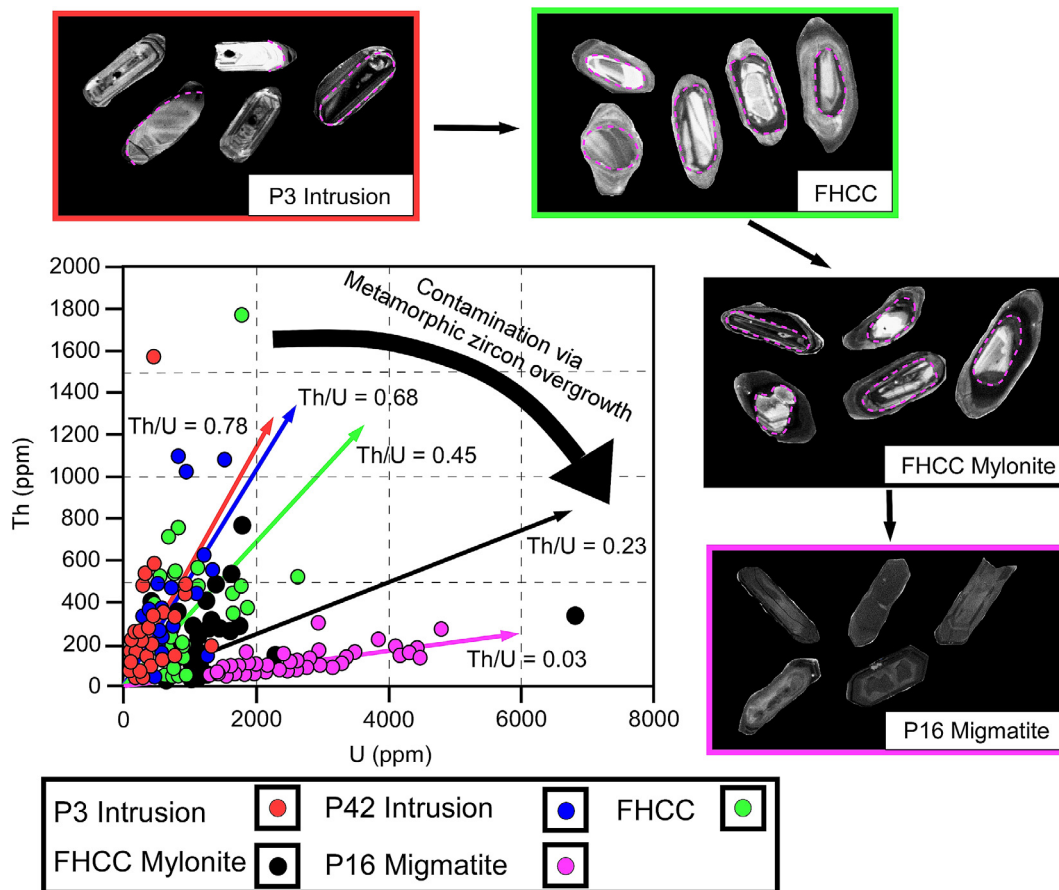 P3 Intrusion
FHCC
FHCC Mylonite
P16 Migmatite
Contamination via
Metamorphic zircon overgrowth
Th/U = 0.78
Th/U = 0.68
Th/U = 0.45
Th/U = 0.23
Th/U = 0.03
Th (ppm)
2000
1800
1600
1400
1200
1000
800
600
400
200
0
0
2000
4000
6000
8000
U (ppm)
P3 Intrusion P42 Intrusion FHCC
FHCC Mylonite P16 Migmatite